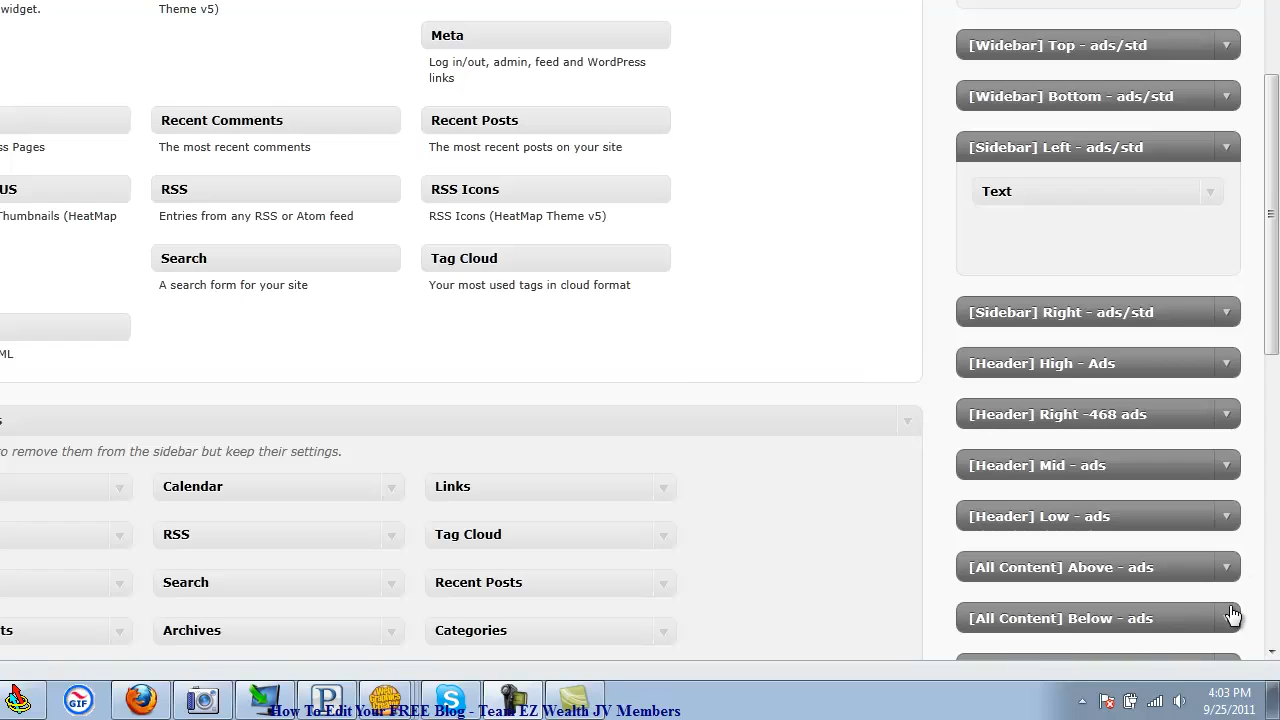 widget.
Theme v5)
Meta
Log in/out, admin, feed and WordPress
links
Recent Comments
Recent Posts
ss Pages
The most recent comments
The most recent posts on your site
US
RSS
RSS Icons
Thumbnails (HeatMap
Entries from any RSS or Atom feed
RSS Icons (HeatMap Theme v5)
Search
Tag Cloud
A search form for your site
Your most used tags in cloud format
ML
s
to remove them from the sidebar but keep their settings.
Calendar
Links
RSS
Tag Cloud
Search
Recent Posts
ts
Archives
Categories
[Widebar] Top - ads/std
[Widebar] Bottom - ads/std
[Sidebar] Left - ads/std
Text
[Sidebar] Right - ads/std
[Header] High - Ads
[Header] Right -468 ads
[Header] Mid - ads
[Header] Low - ads
[All Content] Above - ads
[All Content] Below - ads
GIF
P
S
4:03 PM
9/25/2011
How To Edit Your FREE Blog - Team EZ Wealth JV Members